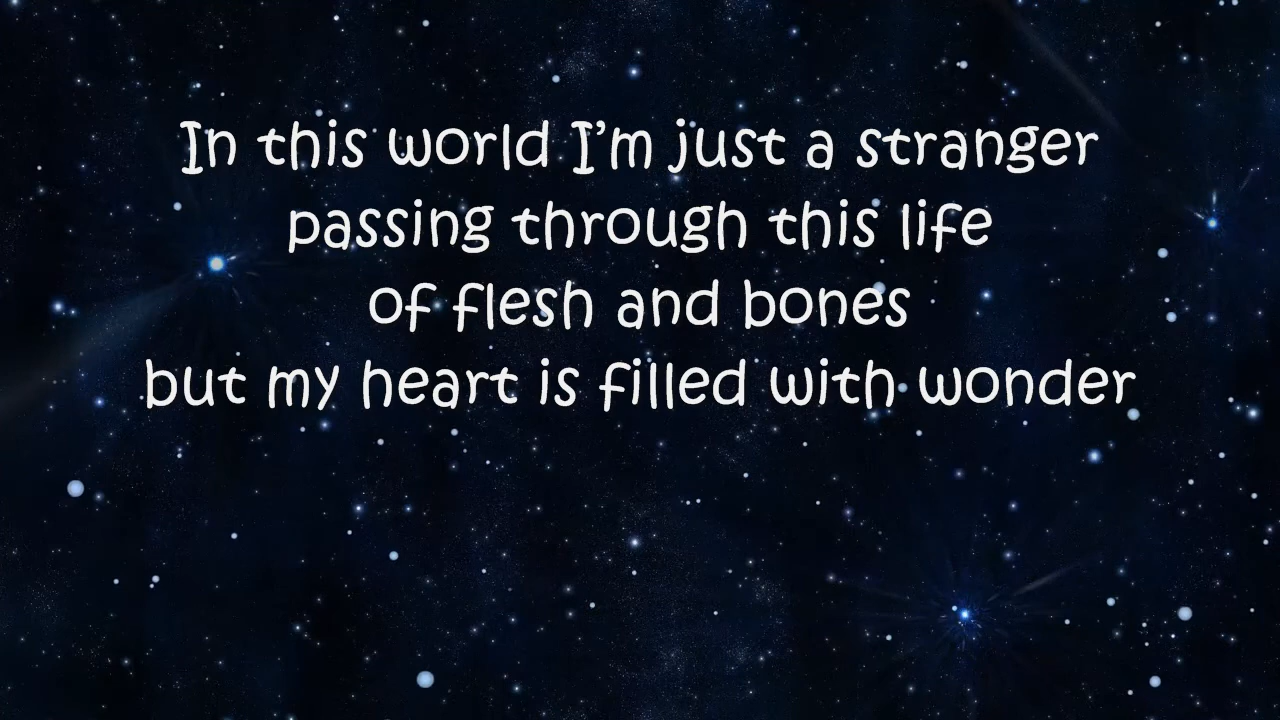 In this world I’m just a stranger
passing through this life
of flesh and bones
but my heart is filled with wonder